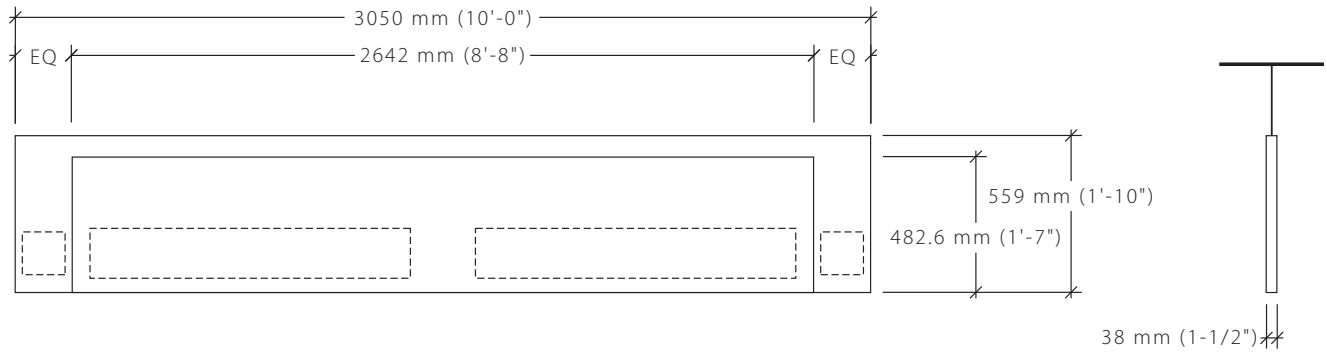 3050 mm (10'-0")
EQ
2642 mm (8'-8")
EQ
559 mm (1'-10")
482.6 mm (1'-7")
38 mm (1-1/2")